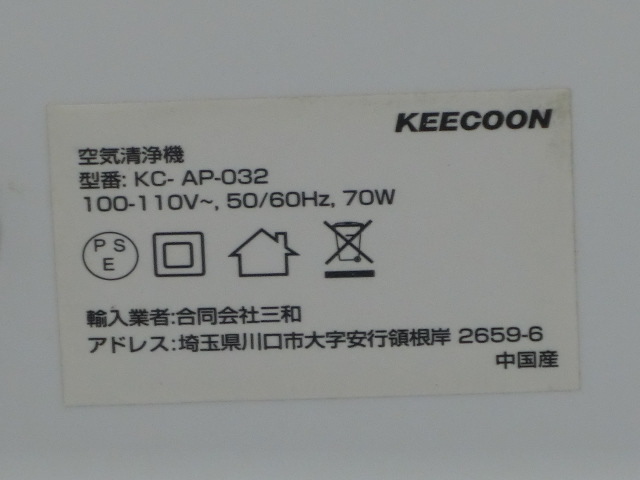 KEECOON
空気清浄機
型番: KC- AP-032
100-110V~, 50/60Hz, 70W
PS
E
輸入業者:合同会社三和
アドレス:埼玉県川口市大字安行領根岸 2659-6
中国産